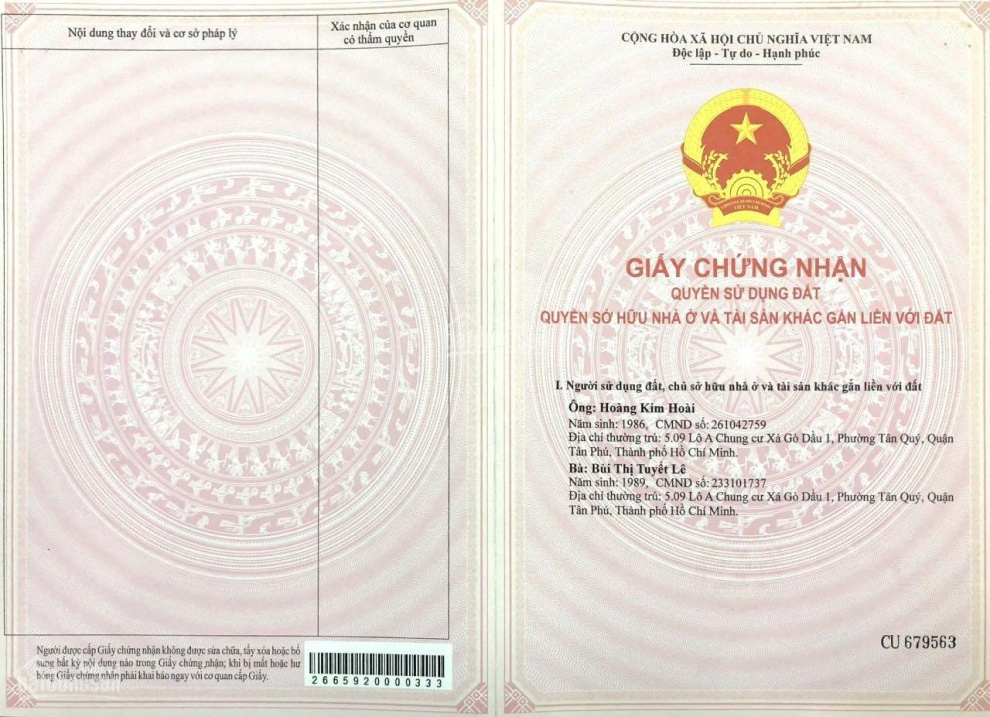 Nội dung thay đổi và cơ sở pháp lý
Xác nhận của cơ quan
có thẩm quyền
Người được cấp Giấy chứng nhận không được sửa chữa, tẩy xóa hoặc bổ
sung bất kỳ nội dung nào trong Giấy chứng nhận; khi bị mất hoặc hư
hỏng Giấy chứng nhận phải khai báo ngay với cơ quan cấp Giấy.
2665920000333
CỘNG HÒA XÃ HỘI CHỦ NGHĨA VIỆT NAM
Độc lập - Tự do - Hạnh phúc
VIỆT NAM
GIẤY CHỨNG NHẬN
QUYỀN SỬ DỤNG ĐẤT
QUYỀN SỞ HỮU NHÀ Ở VÀ TÀI SẢN KHÁC GẮN LIỀN VỚI ĐẤT
I. Người sử dụng đất, chủ sở hữu nhà ở và tài sản khác gắn liền với đất
Ông: Hoàng Kim Hoài
Năm sinh: 1986, CMND số: 261042759
Địa chỉ thường trú: 5.09 Lô A Chung cư Xá Gò Dầu 1, Phường Tân Quý, Quận
Tân Phú, Thành phố Hồ Chí Minh.
Bà: Bùi Thị Tuyết Lê
Năm sinh: 1989, CMND số: 233101737
Địa chỉ thường trú: 5.09 Lô A Chung cư Xá Gò Dầu 1, Phường Tân Quý, Quận
Tân Phú, Thành phố Hồ Chí Minh.
CU 679563